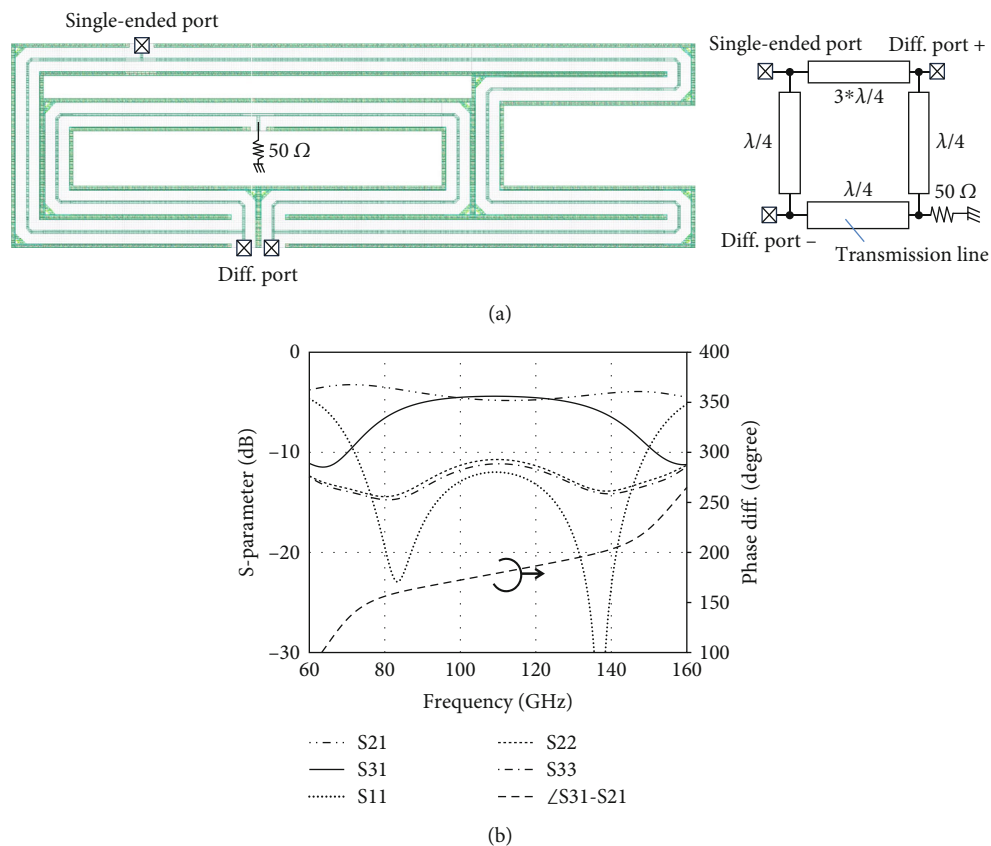 Single-ended port
50 Ω
Diff. port
Single-ended port
Diff. port +
3*λ/4
λ/4
λ/4
λ/4
50 Ω
Diff. port –
Transmission line
(a)
0
–10
–20
–30
S-parameter (dB)
400
350
300
250
200
150
100
Phase diff. (degree)
60
80
100
120
140
160
Frequency (GHz)
S21
S22
S31
S33
S11
∠S31-S21
(b)